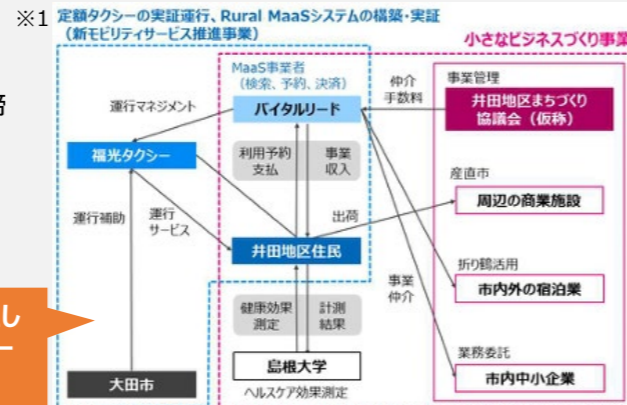 ※1 定額タクシーの実証運行、Rural MaaSシステムの構築・実証
（新モビリティサービス推進事業）
小さなビジネスづくり事業
MaaS事業者
（検索、予約、決済）
バイタルリード
運行マネジメント
仲介
手数料
事業管理
井田地区まちづくり
協議会（仮称）
福光タクシー
利用予約
支払
事業
収入
産直市
周辺の商業施設
運行補助
運行
サービス
出荷
井田地区住民
折り鶴活用
市内外の宿泊業
事業
仲介
健康効果
測定
計測
結果
業務委託
市内中小企業
島根大学
ヘルスケア効果測定
大田市
し
ー